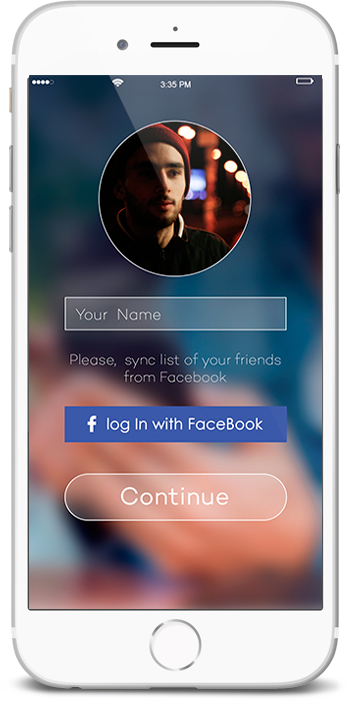 3:35 PM
Your Name
Please, sync list of your friends
from Facebook
f log In with FaceBook
Continue